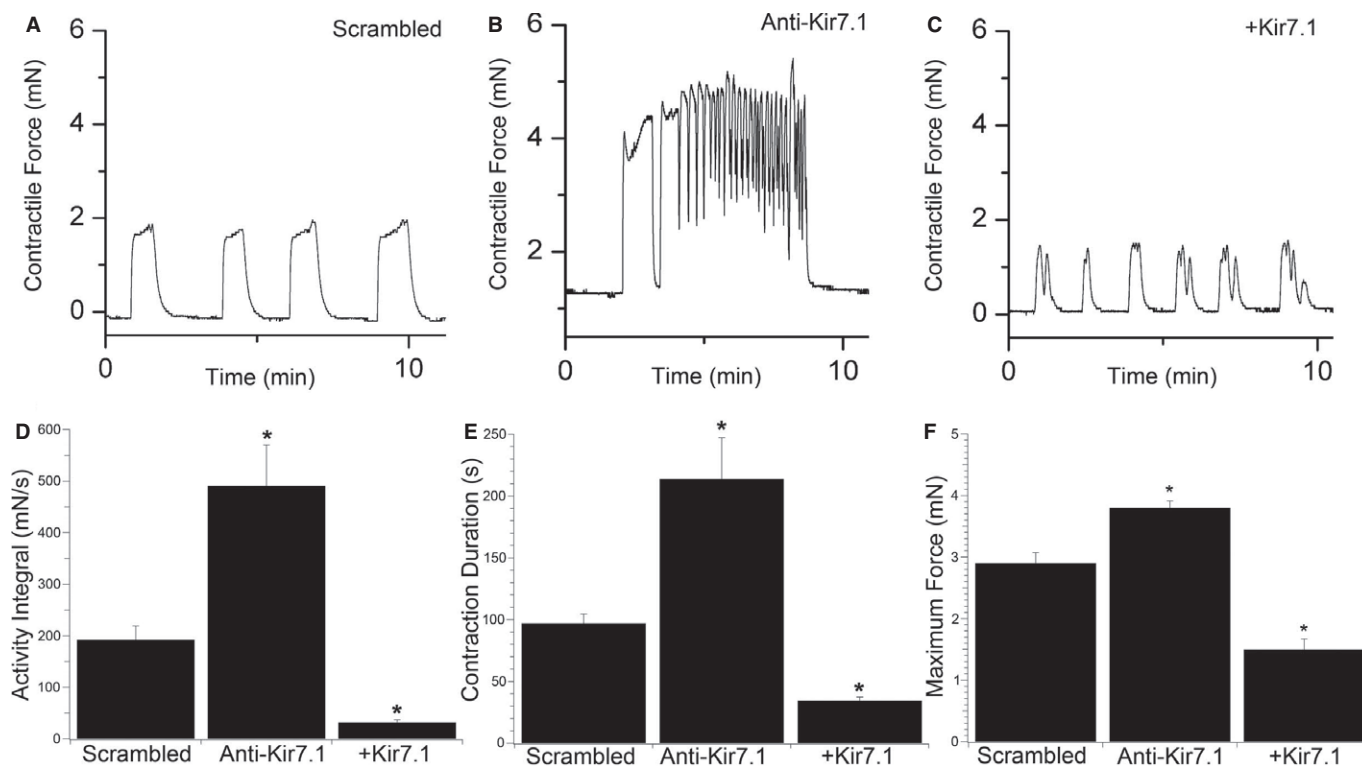 A
Scrambled
Contractile Force (mN)
6
4
2
0
0
10
Time (min)
B
Anti-Kir7.1
Contractile Force (mN)
6
4
2
0
10
Time (min)
C
+Kir7.1
Contractile Force (mN)
6
4
2
0
0
10
Time (min)
D
Activity Integral (mN/s)
600
500
400
300
200
100
0
*
*
Scrambled
Anti-Kir7.1
+Kir7.1
E
Contraction Duration (s)
250
200
150
100
50
0
*
*
Scrambled
Anti-Kir7.1
+Kir7.1
F
Maximum Force (mN)
5
4
3
2
1
0
*
*
Scrambled
Anti-Kir7.1
+Kir7.1